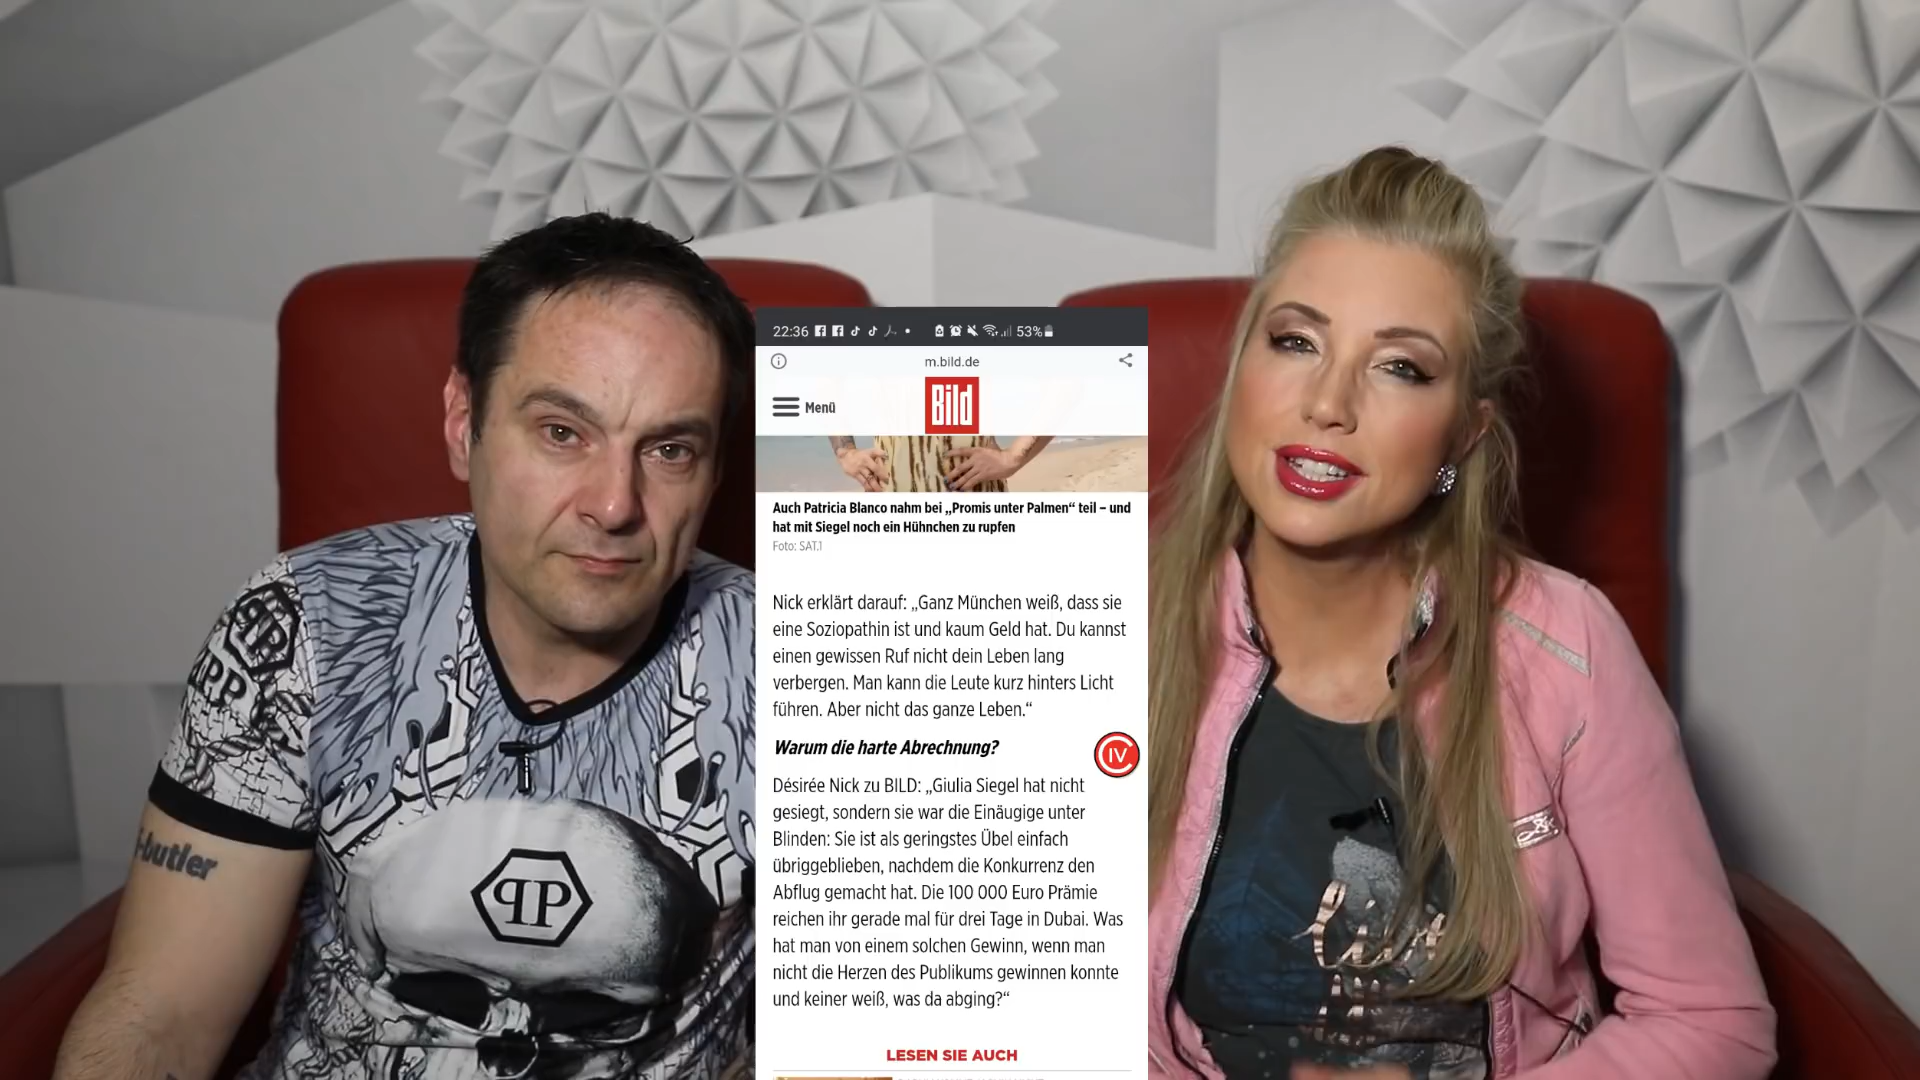 22:36
53%
m.bild.de
Menü
Bild
Auch Patricia Blanco nahm bei „Promis unter Palmen“ teil – und
hat mit Siegel noch ein Hühnchen zu rupfen
Foto: SAT.1
Nick erklärt darauf: „Ganz München weiß, dass sie
eine Soziopathin ist und kaum Geld hat. Du kannst
einen gewissen Ruf nicht dein Leben lang
verbergen. Man kann die Leute kurz hinters Licht
führen. Aber nicht das ganze Leben.“
Warum die harte Abrechnung?
CIV
Désirée Nick zu BILD: „Giulia Siegel hat nicht
gesiegt, sondern sie war die Einäugige unter
Blinden: Sie ist als geringstes Übel einfach
übriggeblieben, nachdem die Konkurrenz den
Abflug gemacht hat. Die 100 000 Euro Prämie
reichen ihr gerade mal für drei Tage in Dubai. Was
hat man von einem solchen Gewinn, wenn man
nicht die Herzen des Publikums gewinnen konnte
und keiner weiß, was da abging?“
LESEN SIE AUCH
-butler
PP